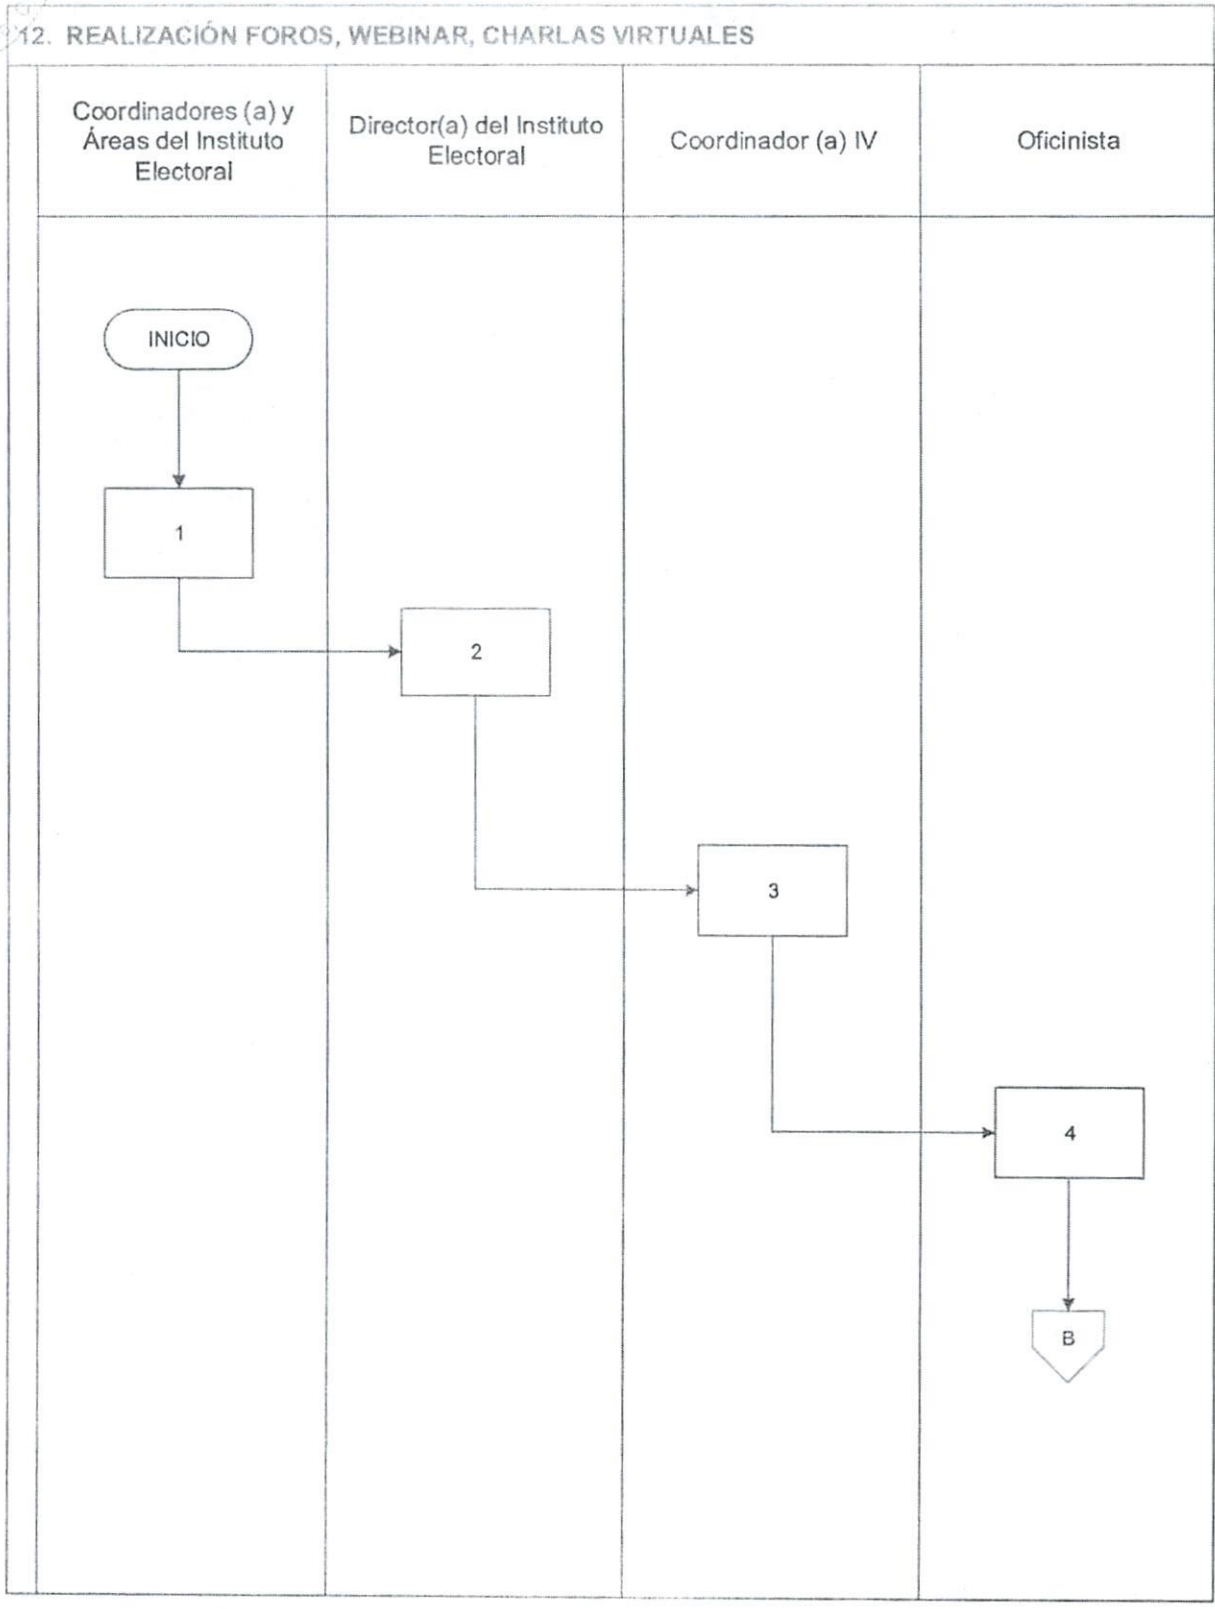 12. REALIZACIÓN FOROS, WEBINAR, CHARLAS VIRTUALES
Coordinadores (a) y
Áreas del Instituto
Electoral
Director(a) del Instituto
Electoral
Coordinador (a) IV
Oficinista
INICIO
1
2
3
4
B